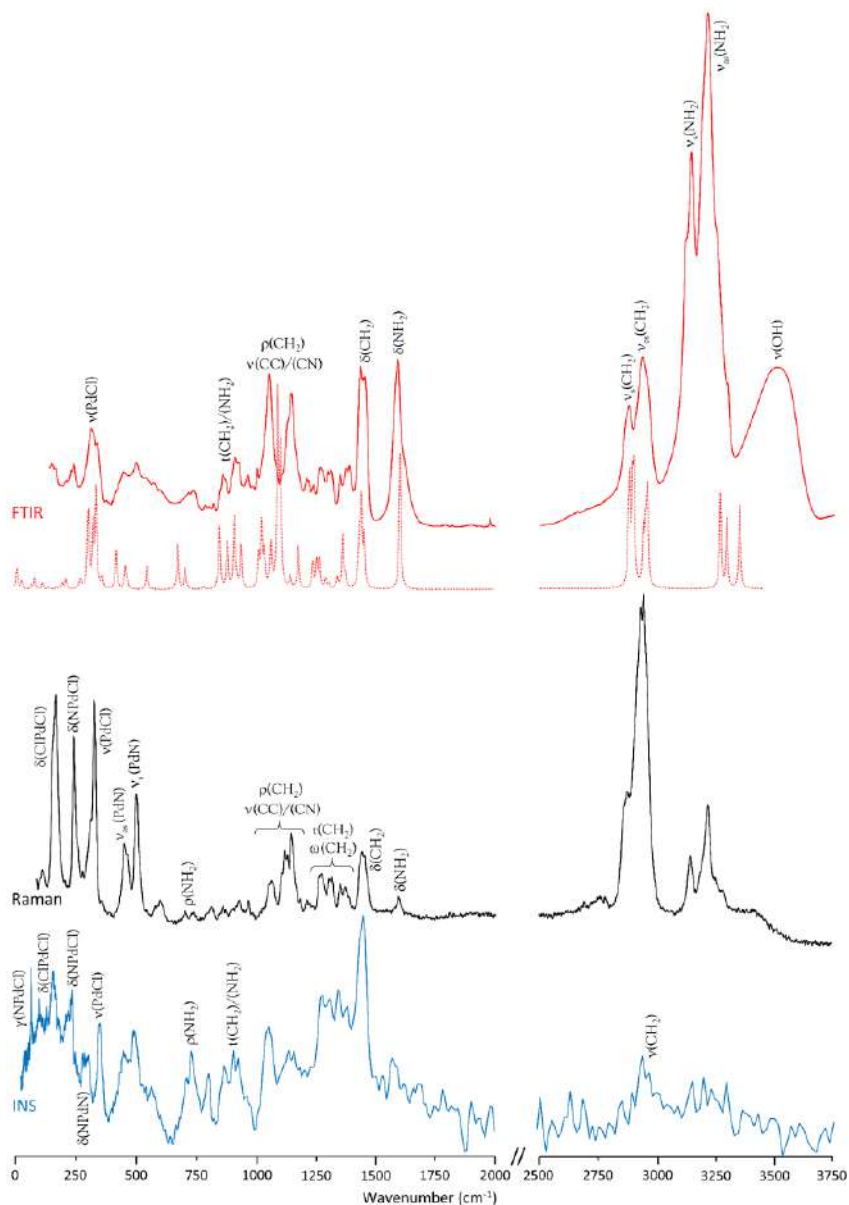 ν(PdCl)
t(CH₂)/(NH₂)
ρ(CH₂)
ν(CC)/(CN)
δ(CH₂)
δ(NH₂)
νₛ(CH₂)
νₐₛ(CH₂)
νₛ(NH₂)
νₐₛ(NH₂)
ν(OH)
FTIR
δ(ClPdCl)
δ(NPdCl)
ν(PdCl)
νₐₛ(PdN)
νₛ(PdN)
ρ(NH₂)
ρ(CH₂)
ν(CC)/(CN)
t(CH₂)
ω(CH₂)
δ(CH₂)
δ(NH₂)
Raman
γ(NPdCl)
δ(ClPdCl)
δ(NPdCl)
δ(NPdN)
ν(PdCl)
ρ(NH₂)
t(CH₂)/(NH₂)
ν(CH₂)
INS
0 250 500 750 1000 1250 1500 1750 2000 // 2500 2750 3000 3250 3500 3750
Wavenumber (cm⁻¹)